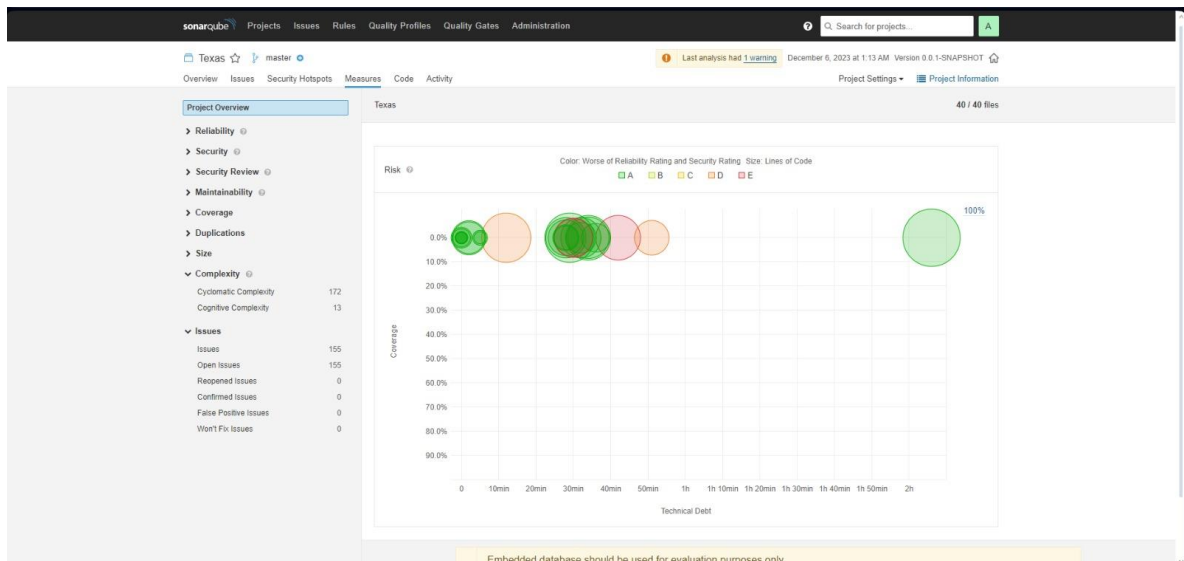 sonarqube Projects Issues Rules Quality Profiles Quality Gates Administration ? Search for projects... A
Texas master Last analysis had 1 warning December 6, 2023 at 1:13 AM Version 0.0.1-SNAPSHOT
Overview Issues Security Hotspots Measures Code Activity Project Settings Project Information
Project Overview
Reliability
Security
Security Review
Maintainability
Coverage
Duplications
Size
Complexity
Cyclomatic Complexity 172
Cognitive Complexity 13
Issues
Issues 155
Open Issues 155
Reopened Issues 0
Confirmed Issues 0
False Positive Issues 0
Won't Fix Issues 0
Texas 40 / 40 files
Risk
Color: Worse of Reliability Rating and Security Rating Size: Lines of Code
A B C D E
100%
0.0%
10.0%
20.0%
30.0%
40.0%
50.0%
60.0%
70.0%
80.0%
90.0%
Coverage
0 10min 20min 30min 40min 50min 1h 1h 10min 1h 20min 1h 30min 1h 40min 1h 50min 2h
Technical Debt
Embedded database should be used for evaluation purposes only